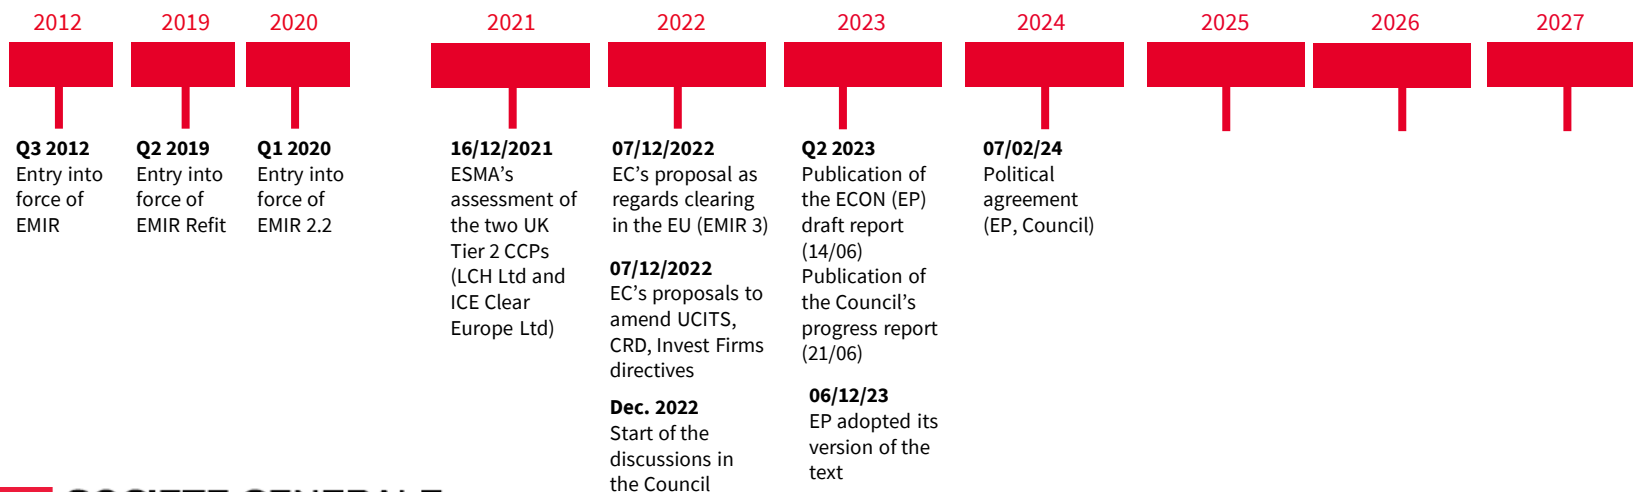 2012
2019
2020
2021
2022
2023
2024
2025
2026
2027
Q3 2012
Entry into
force of
EMIR
Q2 2019
Entry into
force of
EMIR Refit
Q1 2020
Entry into
force of
EMIR 2.2
16/12/2021
ESMA's
assessment of
the two UK
Tier 2 CCPs
(LCH Ltd and
ICE Clear
Europe Ltd)
07/12/2022
EC's proposal as
regards clearing
in the EU (EMIR 3)
07/12/2022
EC's proposals to
amend UCITS,
CRD, Invest Firms
directives
Dec. 2022
Start of the
discussions in
the Council
Q2 2023
Publication of
the ECON (EP)
draft report
(14/06)
Publication of
the Council's
progress report
(21/06)
06/12/23
EP adopted its
version of the
text
07/02/24
Political
agreement
(EP, Council)
SOCIETE GENERALE